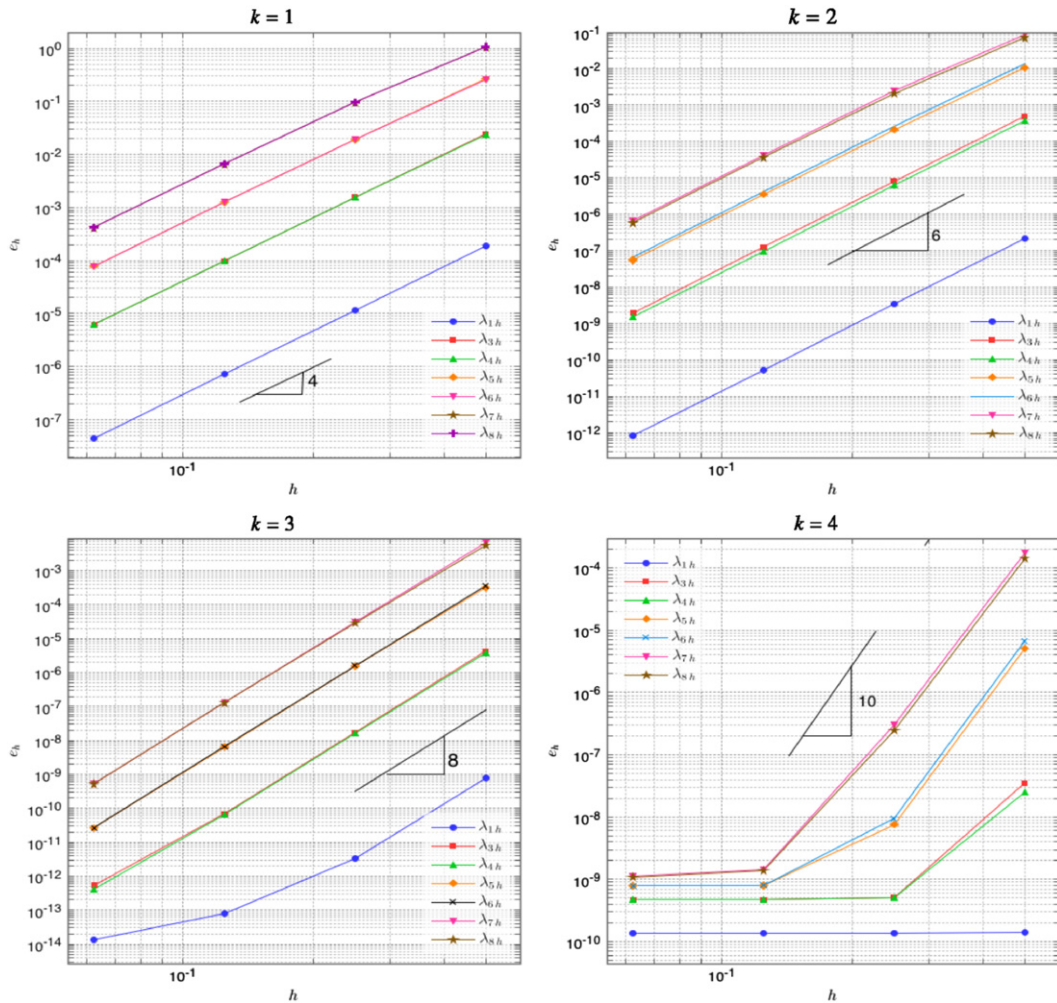 k = 1
10^0
10^-1
10^-2
10^-3
10^-4
10^-5
10^-6
10^-7
e_h
λ_1h
λ_3h
λ_4h
λ_5h
λ_6h
λ_7h
λ_8h
4
10^-1
h
k = 2
10^-1
10^-2
10^-3
10^-4
10^-5
10^-6
10^-7
10^-8
10^-9
10^-10
10^-11
10^-12
e_h
6
λ_1h
λ_3h
λ_4h
λ_5h
λ_6h
λ_7h
λ_8h
10^-1
h
k = 3
10^-3
10^-4
10^-5
10^-6
10^-7
10^-8
10^-9
10^-10
10^-11
10^-12
10^-13
10^-14
e_h
8
λ_1h
λ_3h
λ_4h
λ_5h
λ_6h
λ_7h
λ_8h
10^-1
h
k = 4
λ_1h
λ_3h
λ_4h
λ_5h
λ_6h
λ_7h
λ_8h
10^-4
10^-5
10^-6
10^-7
10^-8
10^-9
10^-10
e_h
10
10^-1
h